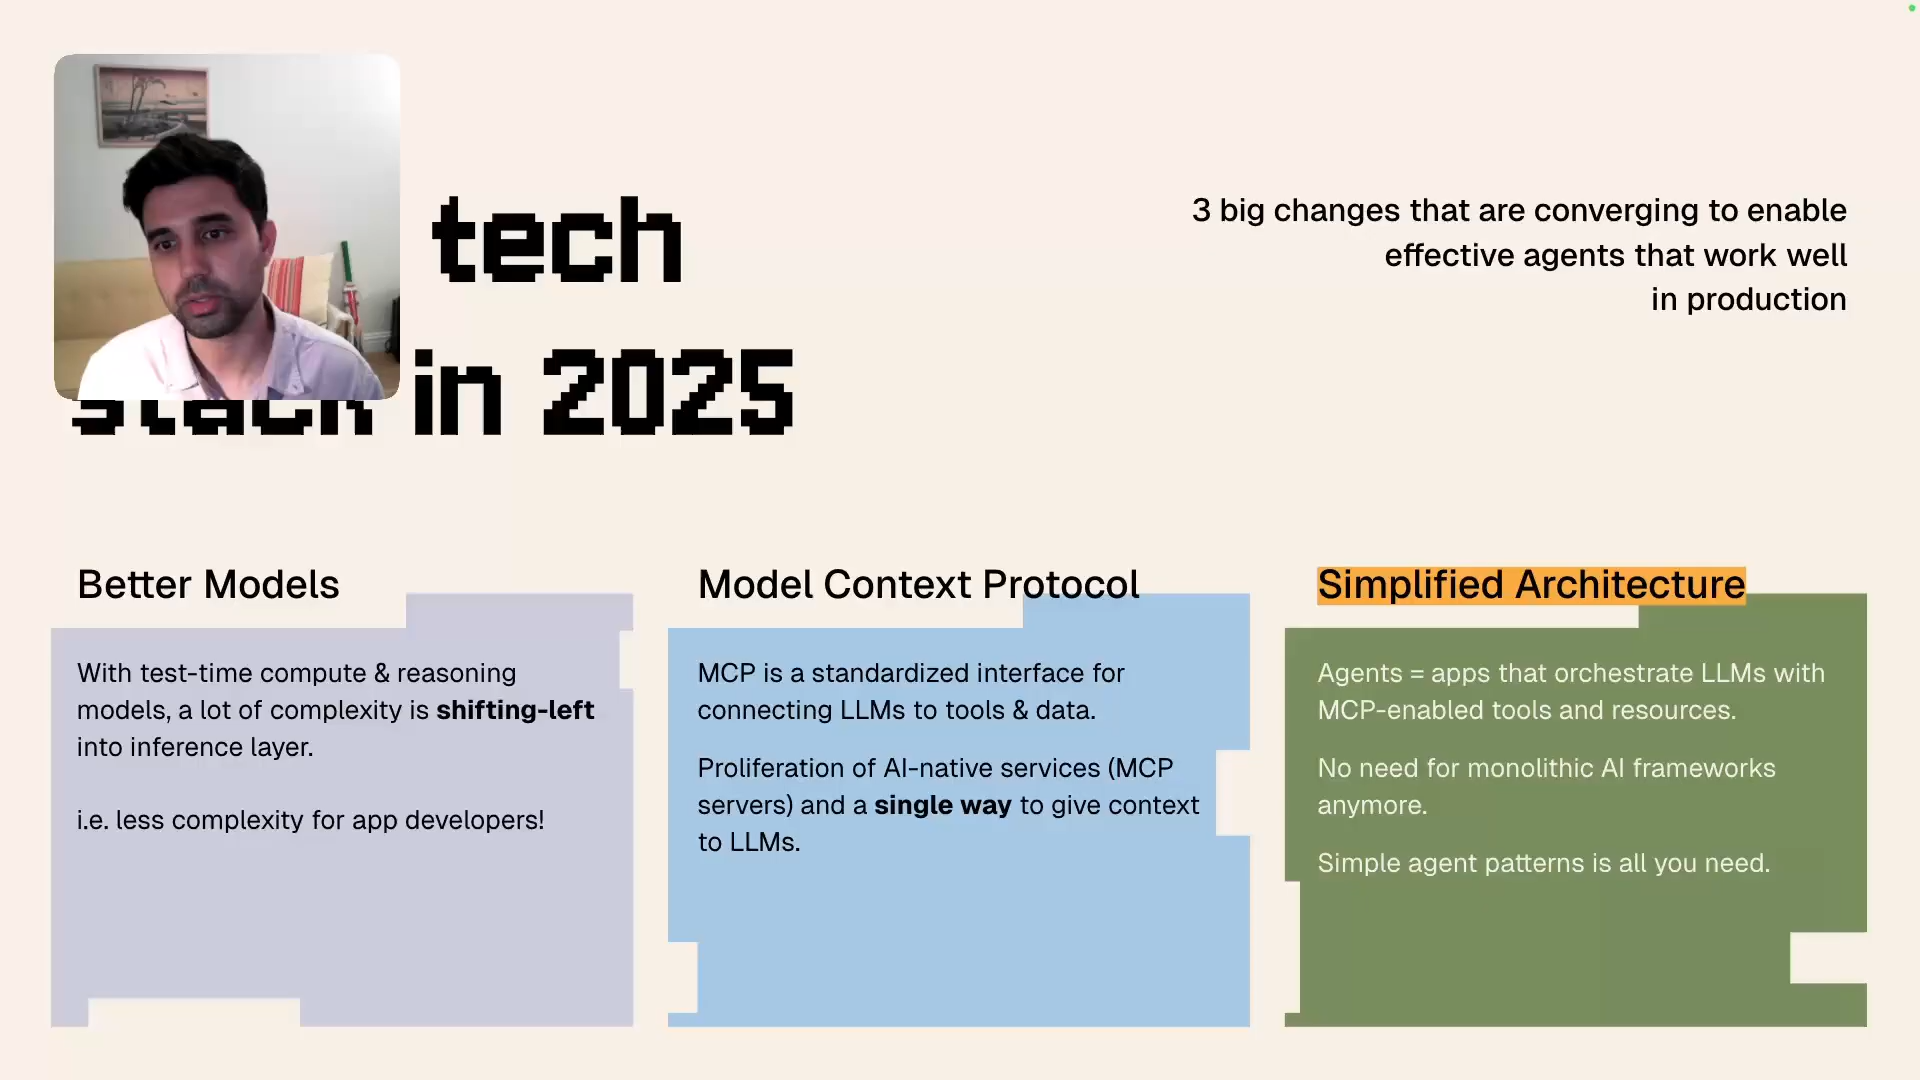 tech
stack in 2025
3 big changes that are converging to enable
effective agents that work well
in production
Better Models
With test-time compute & reasoning
models, a lot of complexity is shifting-left
into inference layer.
i.e. less complexity for app developers!
Model Context Protocol
MCP is a standardized interface for
connecting LLMs to tools & data.
Proliferation of AI-native services (MCP
servers) and a single way to give context
to LLMs.
Simplified Architecture
Agents = apps that orchestrate LLMs with
MCP-enabled tools and resources.
No need for monolithic AI frameworks
anymore.
Simple agent patterns is all you need.